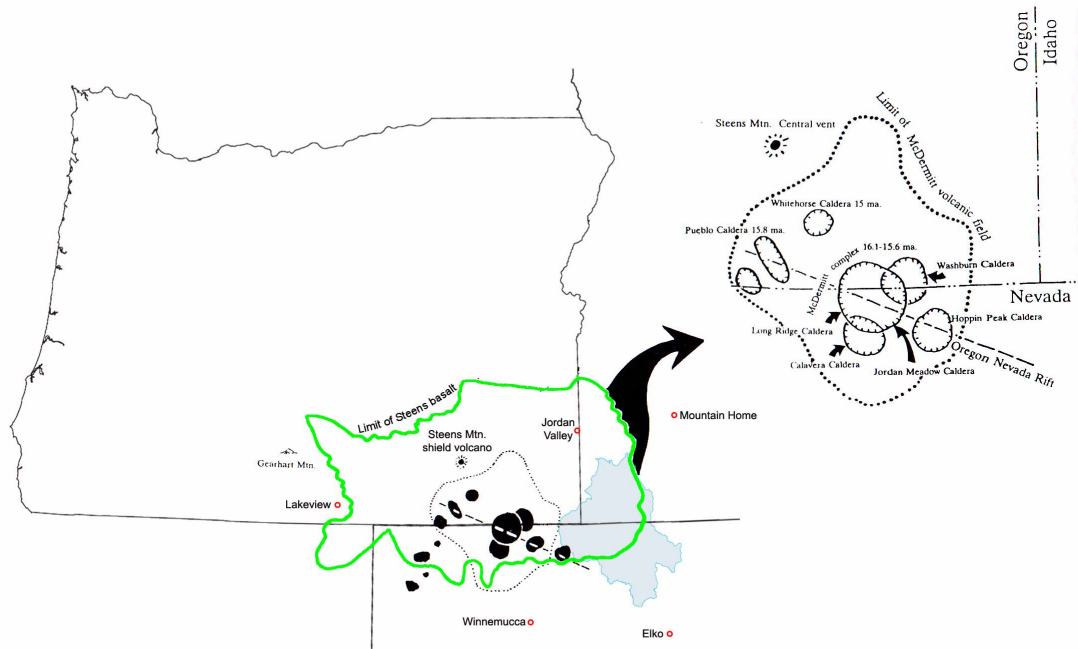 Oregon
Idaho
Limit of McDermitt volcanic field
Steens Mtn. Central vent
Whitehorse Caldera 15 ma.
Pueblo Caldera 15.8 ma.
McDermitt complex 16.1-15.6 ma.
Washburn Caldera
Nevada
Hoppin Peak Caldera
Long Ridge Caldera
Oregon Nevada Rift
Calavera Caldera
Jordan Meadow Caldera
Limit of Steens basalt
Mountain Home
Jordan
Valley
Steens Mtn.
shield volcano
Gearhart Mtn.
Lakeview
Winnemucca
Elko